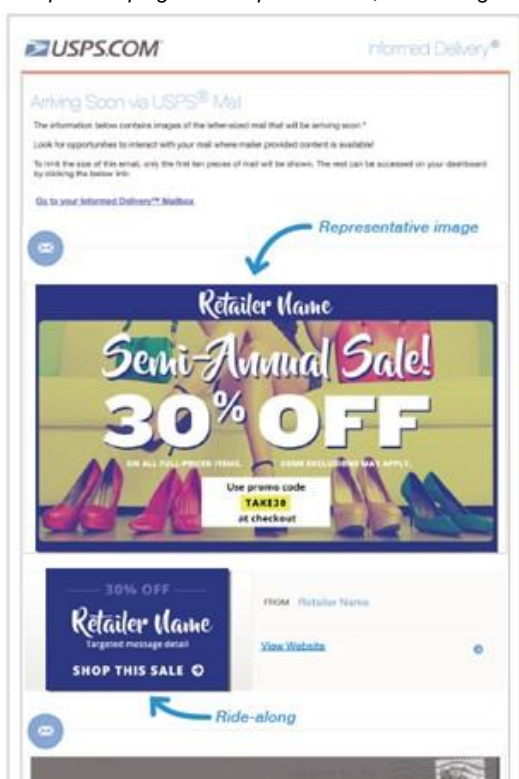 USPS.COM Informed Delivery®
Arriving Soon via USPS® Mail
The information below contains images of the letter-sized mail that will be arriving soon.*
Look for opportunities to interact with your mail where mailer provided content is available!
To limit the size of this email, only the first ten pieces of mail will be shown. The rest can be accessed on your dashboard
by clicking the below link:
Go to your Informed Delivery™ Mailbox
Representative image
Retailer Name
Semi-Annual Sale!
30% OFF
ON ALL FULL-PRICED ITEMS. SOME EXCLUSIONS MAY APPLY.
Use promo code
TAKE30
at checkout
30% OFF
Retailer Name
Targeted message detail
SHOP THIS SALE
FROM Retailer Name
View Website
Ride-along